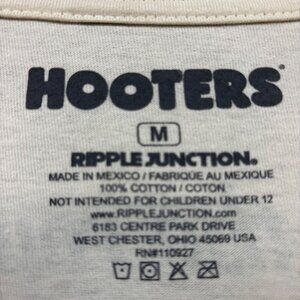 HOOTERS
M
RIPPLE JUNCTION.
MADE IN MEXICO / FABRIQUÉ AU MEXIQUE
100% COTTON / COTON
NOT INTENDED FOR CHILDREN UNDER 12
www.RIPPLEJUNCTION.com
6183 CENTRE PARK DRIVE
WEST CHESTER, OHIO 45069 USA
RN#110927